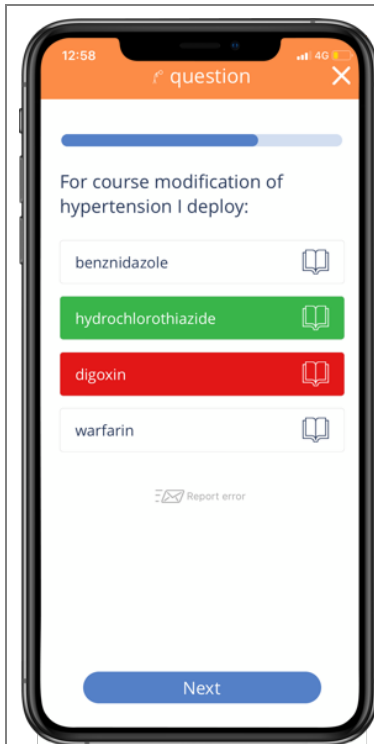 12:58
4G
question
For course modification of
hypertension I deploy:
benznidazole
hydrochlorothiazide
digoxin
warfarin
Report error
Next